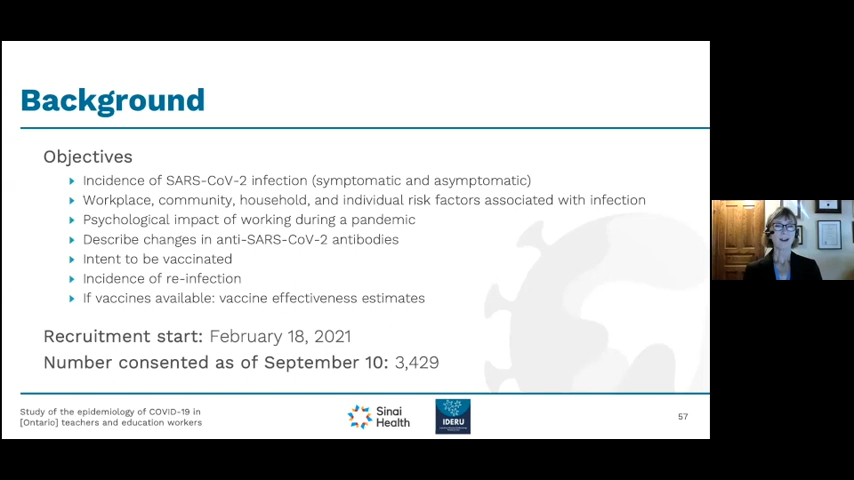 Background
Objectives
Incidence of SARS-CoV-2 infection (symptomatic and asymptomatic)
Workplace, community, household, and individual risk factors associated with infection
Psychological impact of working during a pandemic
Describe changes in anti-SARS-CoV-2 antibodies
Intent to be vaccinated
Incidence of re-infection
If vaccines available: vaccine effectiveness estimates
Recruitment start: February 18, 2021
Number consented as of September 10: 3,429
Study of the epidemiology of COVID-19 in
[Ontario] teachers and education workers
Sinai
Health
IDERU
57